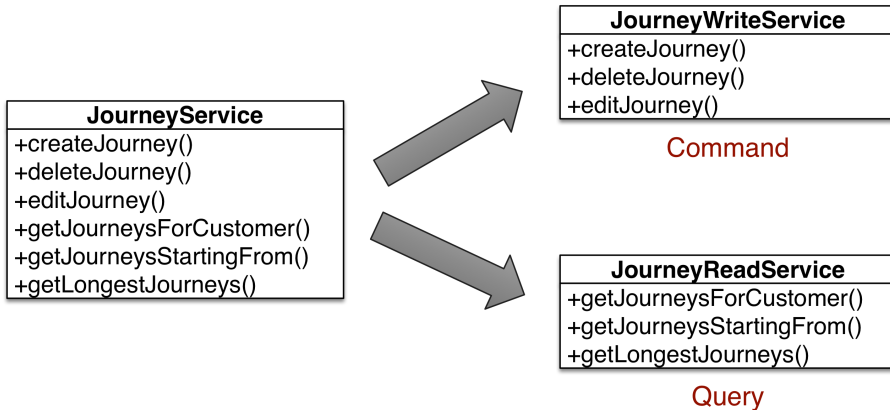 JourneyService
+createJourney()
+deleteJourney()
+editJourney()
+getJourneysForCustomer()
+getJourneysStartingFrom()
+getLongestJourneys()
JourneyWriteService
+createJourney()
+deleteJourney()
+editJourney()
Command
JourneyReadService
+getJourneysForCustomer()
+getJourneysStartingFrom()
+getLongestJourneys()
Query